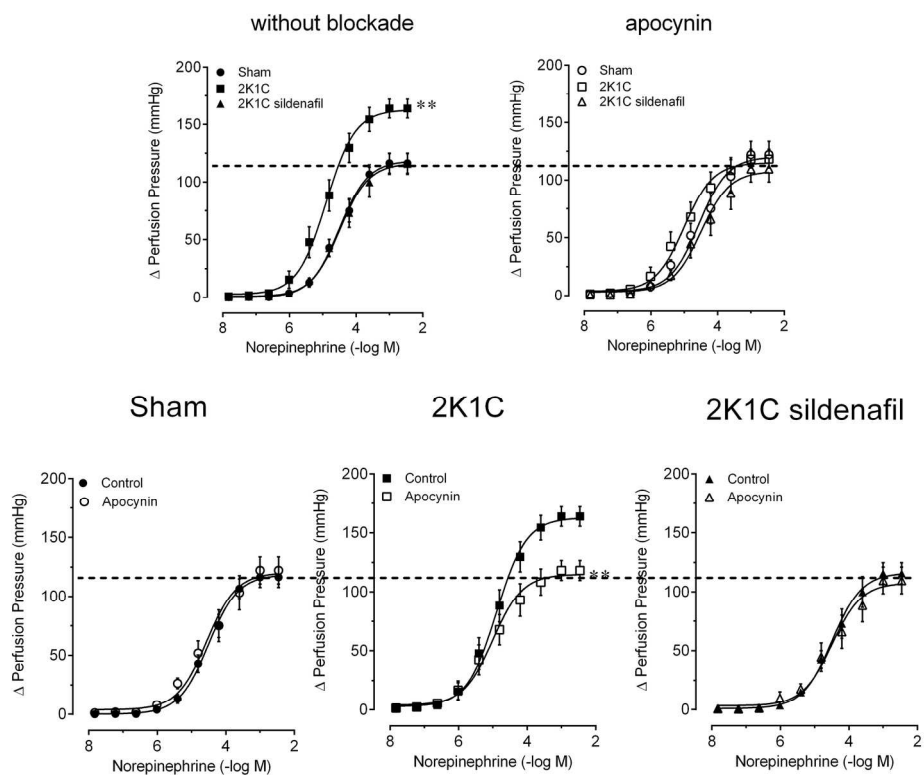 without blockade
apocynin
Δ Perfusion Pressure (mmHg)
200
150
100
50
0
Sham
2K1C
2K1C sildenafil
**
8 6 4 2
Norepinephrine (-log M)
Δ Perfusion Pressure (mmHg)
200
150
100
50
0
Sham
2K1C
2K1C sildenafil
8 6 4 2
Norepinephrine (-log M)
Sham
2K1C
2K1C sildenafil
Δ Perfusion Pressure (mmHg)
200
150
100
50
0
Control
Apocynin
8 6 4 2
Norepinephrine (-log M)
Δ Perfusion Pressure (mmHg)
200
150
100
50
0
Control
Apocynin
**
8 6 4 2
Norepinephrine (-log M)
Δ Perfusion Pressure (mmHg)
200
150
100
50
0
Control
Apocynin
8 6 4 2
Norepinephrine (-log M)